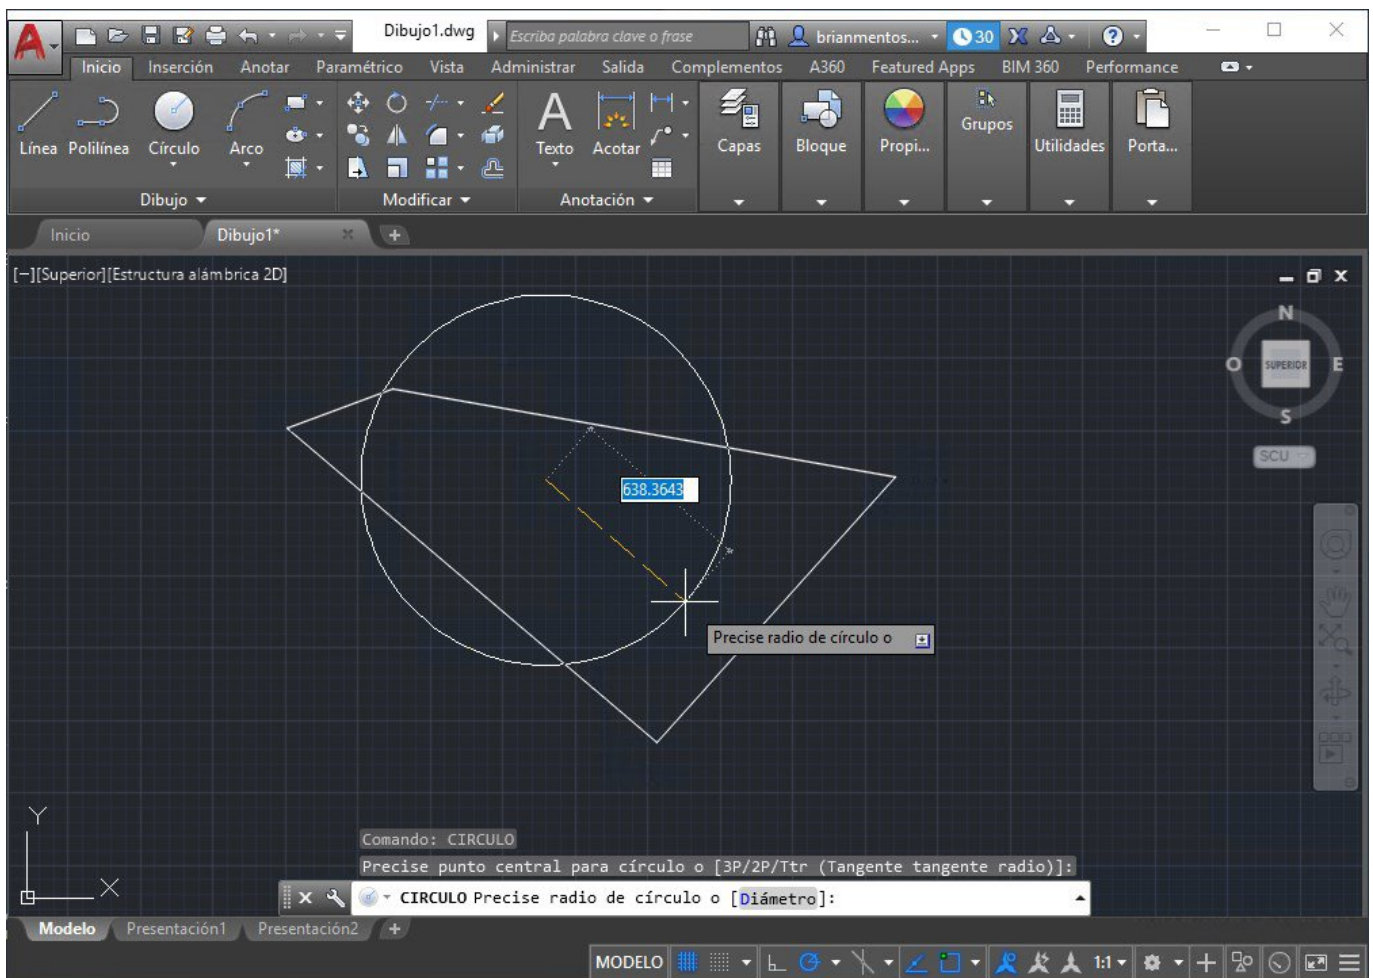 Dibujo1.dwg
Escriba palabra clave o frase
brianmentos...
30
Inicio Inserción Anotar Paramétrico Vista Administrar Salida Complementos A360 Featured Apps BIM 360 Performance
Línea Polilínea Círculo Arco
Texto Acotar
Capas Bloque Propi... Grupos Utilidades Porta...
Dibujo Modificar Anotación
Inicio Dibujo1*
[−][Superior][Estructura alámbrica 2D]
N
O SUPERIOR E
S
SCU
638.3643
Precise radio de círculo o
Y
X
Comando: CIRCULO
Precise punto central para círculo o [3P/2P/Ttr (Tangente tangente radio)]:
CIRCULO Precise radio de círculo o [Diámetro]:
Modelo Presentación1 Presentación2 +
MODELO 1:1